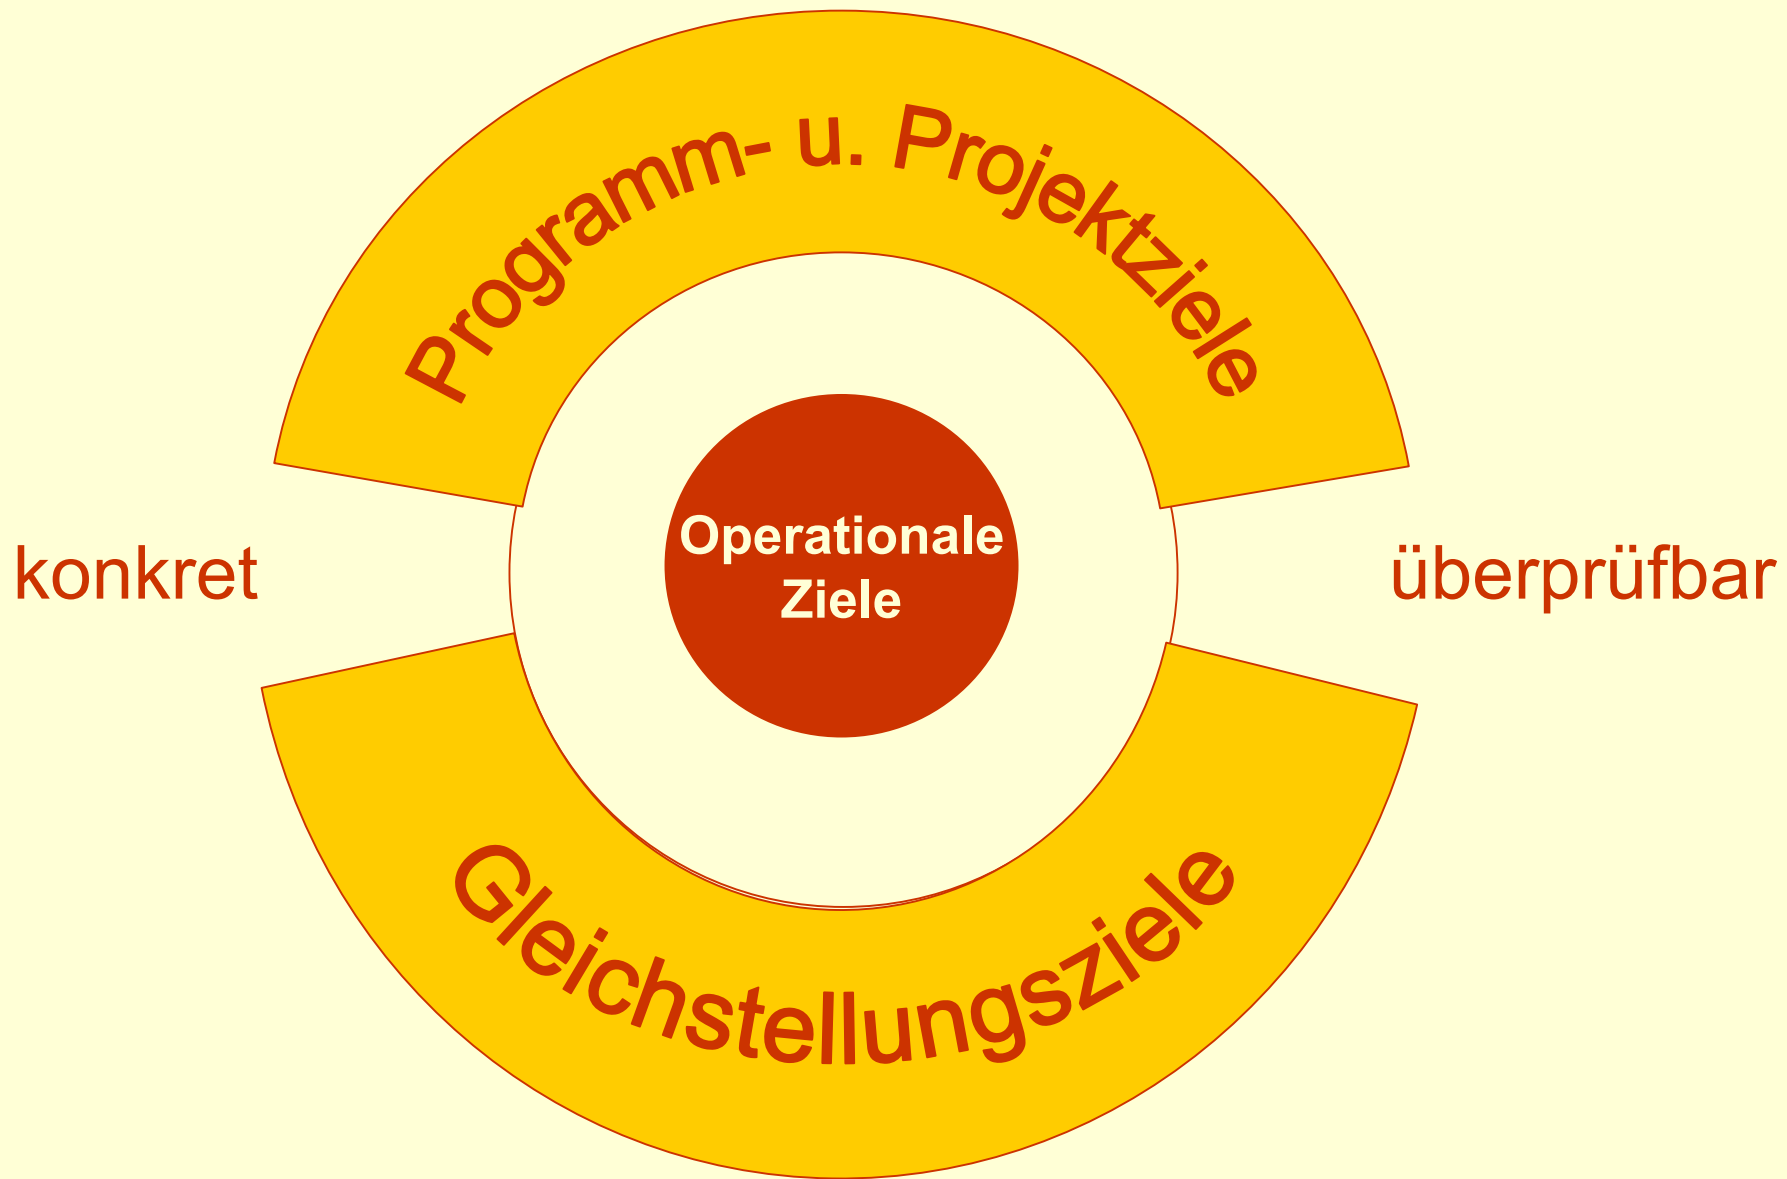 Programm- u. Projektziele
konkret
Operationale
Ziele
überprüfbar
Gleichstellungsziele